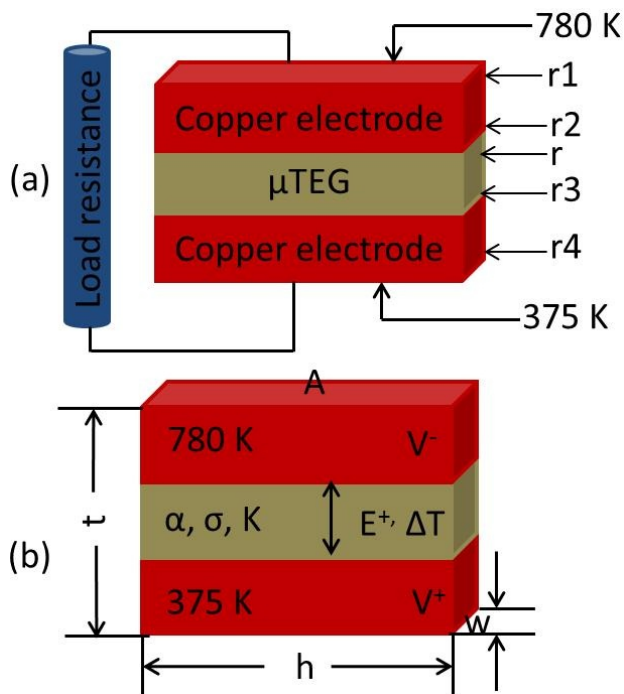 780 K
r1
Copper electrode
r2
r
(a)
Load resistance
μTEG
r3
Copper electrode
r4
375 K
A
780 K
V-
t
α, σ, K
E+, ΔT
(b)
375 K
V+
w
h